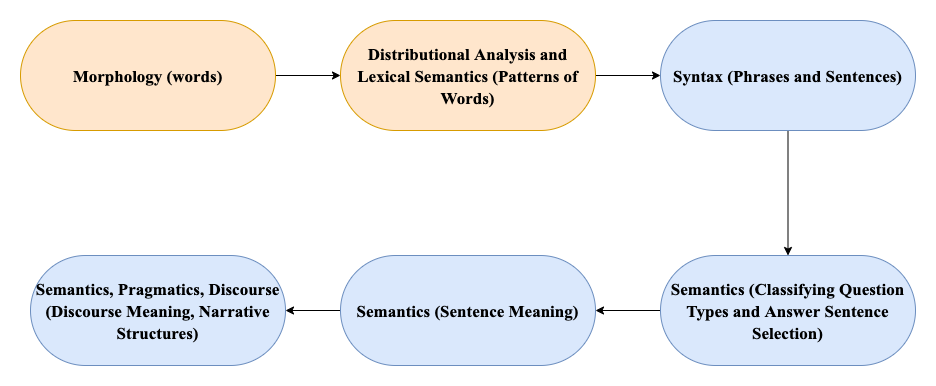 Morphology (words)
Distributional Analysis and
Lexical Semantics (Patterns of
Words)
Syntax (Phrases and Sentences)
Semantics (Classifying Question
Types and Answer Sentence
Selection)
Semantics (Sentence Meaning)
Semantics, Pragmatics, Discourse
(Discourse Meaning, Narrative
Structures)